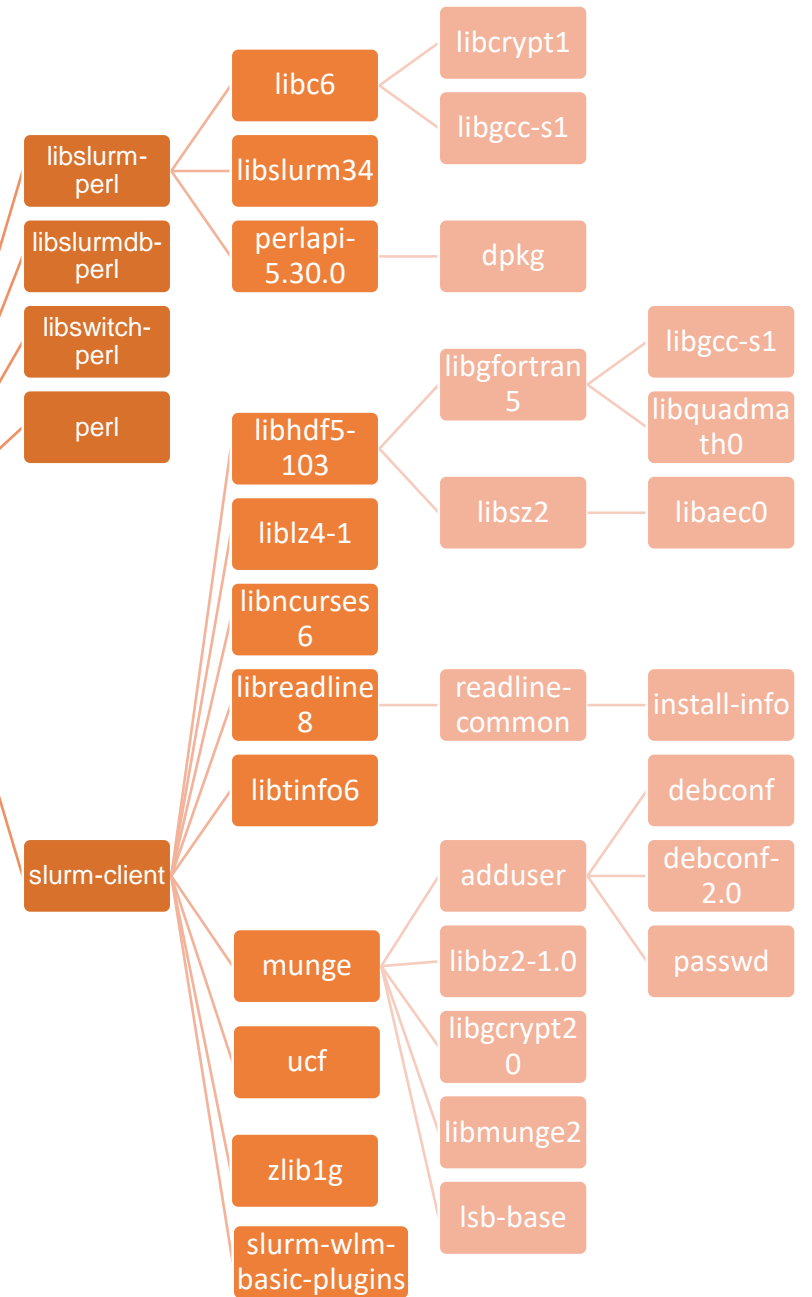 libcrypt1
libc6
libgcc-s1
libslurm-
perl
libslurm34
libslurmdb-
perl
perlapi-
5.30.0
dpkg
libswitch-
perl
libgcc-s1
libgfortran
5
perl
libhdf5-
103
libquadma
th0
libsz2
libaec0
liblz4-1
libncurses
6
libreadline
8
readline-
common
install-info
libtinfo6
debconf
slurm-client
adduser
debconf-
2.0
munge
libbz2-1.0
passwd
libgcrypt2
0
ucf
libmunge2
zlib1g
lsb-base
slurm-wlm-
basic-plugins